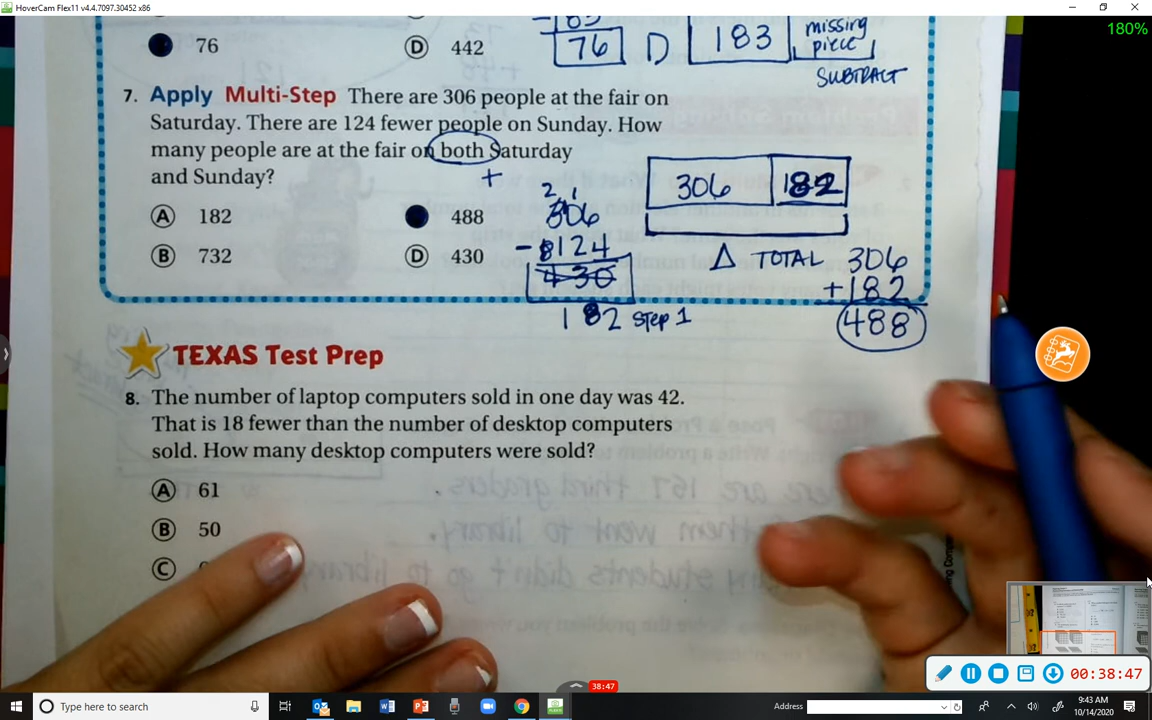 HoverCam Flex11 v4.4.7097.30452 x86
180%
76
D 442
76 D 183 missing
piece
SUBTRACT
7. Apply Multi-Step There are 306 people at the fair on
Saturday. There are 124 fewer people on Sunday. How
many people are at the fair on both Saturday
and Sunday?
+
A 182
488
B 732
D 430
2 1
306
- 124
430
182 Step 1
306 182
Δ TOTAL
306
+182
488
TEXAS Test Prep
8. The number of laptop computers sold in one day was 42.
That is 18 fewer than the number of desktop computers
sold. How many desktop computers were sold?
A 61
B 50
C
00:38:47
38:47
Type here to search
Address
9:43 AM
10/14/2020